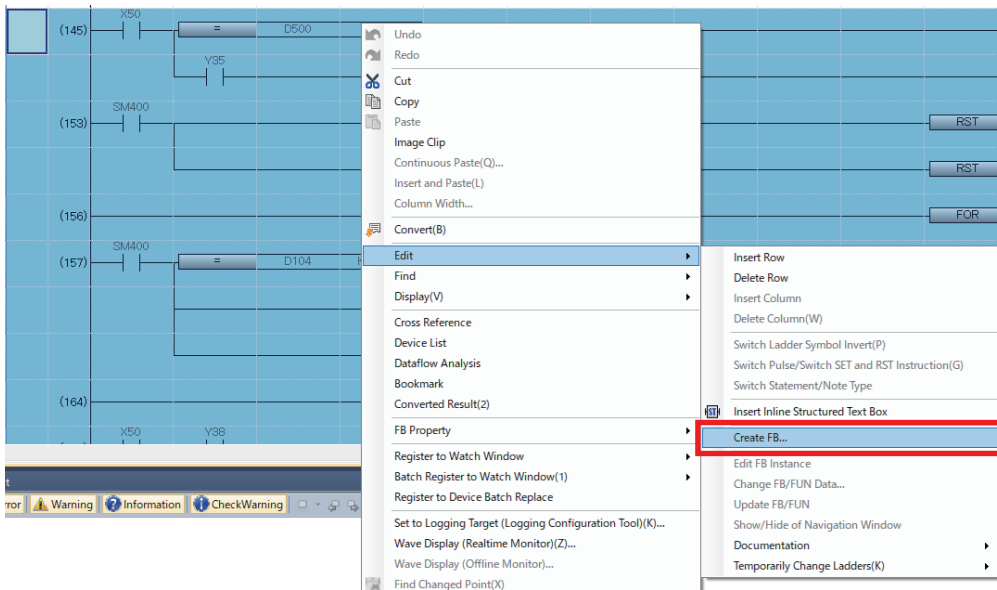 X50
(145)
=
D500
Y35
SM400
(153)
RST
RST
(156)
FOR
SM400
(157)
=
D104
(164)
X50
Y38
Warning
Information
CheckWarning
Undo
Redo
Cut
Copy
Paste
Image Clip
Continuous Paste(Q)...
Insert and Paste(L)
Column Width...
Convert(B)
Edit
Find
Display(V)
Cross Reference
Device List
Dataflow Analysis
Bookmark
Converted Result(2)
FB Property
Register to Watch Window
Batch Register to Watch Window(1)
Register to Device Batch Replace
Set to Logging Target (Logging Configuration Tool)(K)...
Wave Display (Realtime Monitor)(Z)...
Wave Display (Offline Monitor)...
Find Changed Point(X)
Insert Row
Delete Row
Insert Column
Delete Column(W)
Switch Ladder Symbol Invert(P)
Switch Pulse/Switch SET and RST Instruction(G)
Switch Statement/Note Type
ST
Insert Inline Structured Text Box
Create FB...
Edit FB Instance
Change FB/FUN Data...
Update FB/FUN
Show/Hide of Navigation Window
Documentation
Temporarily Change Ladders(K)